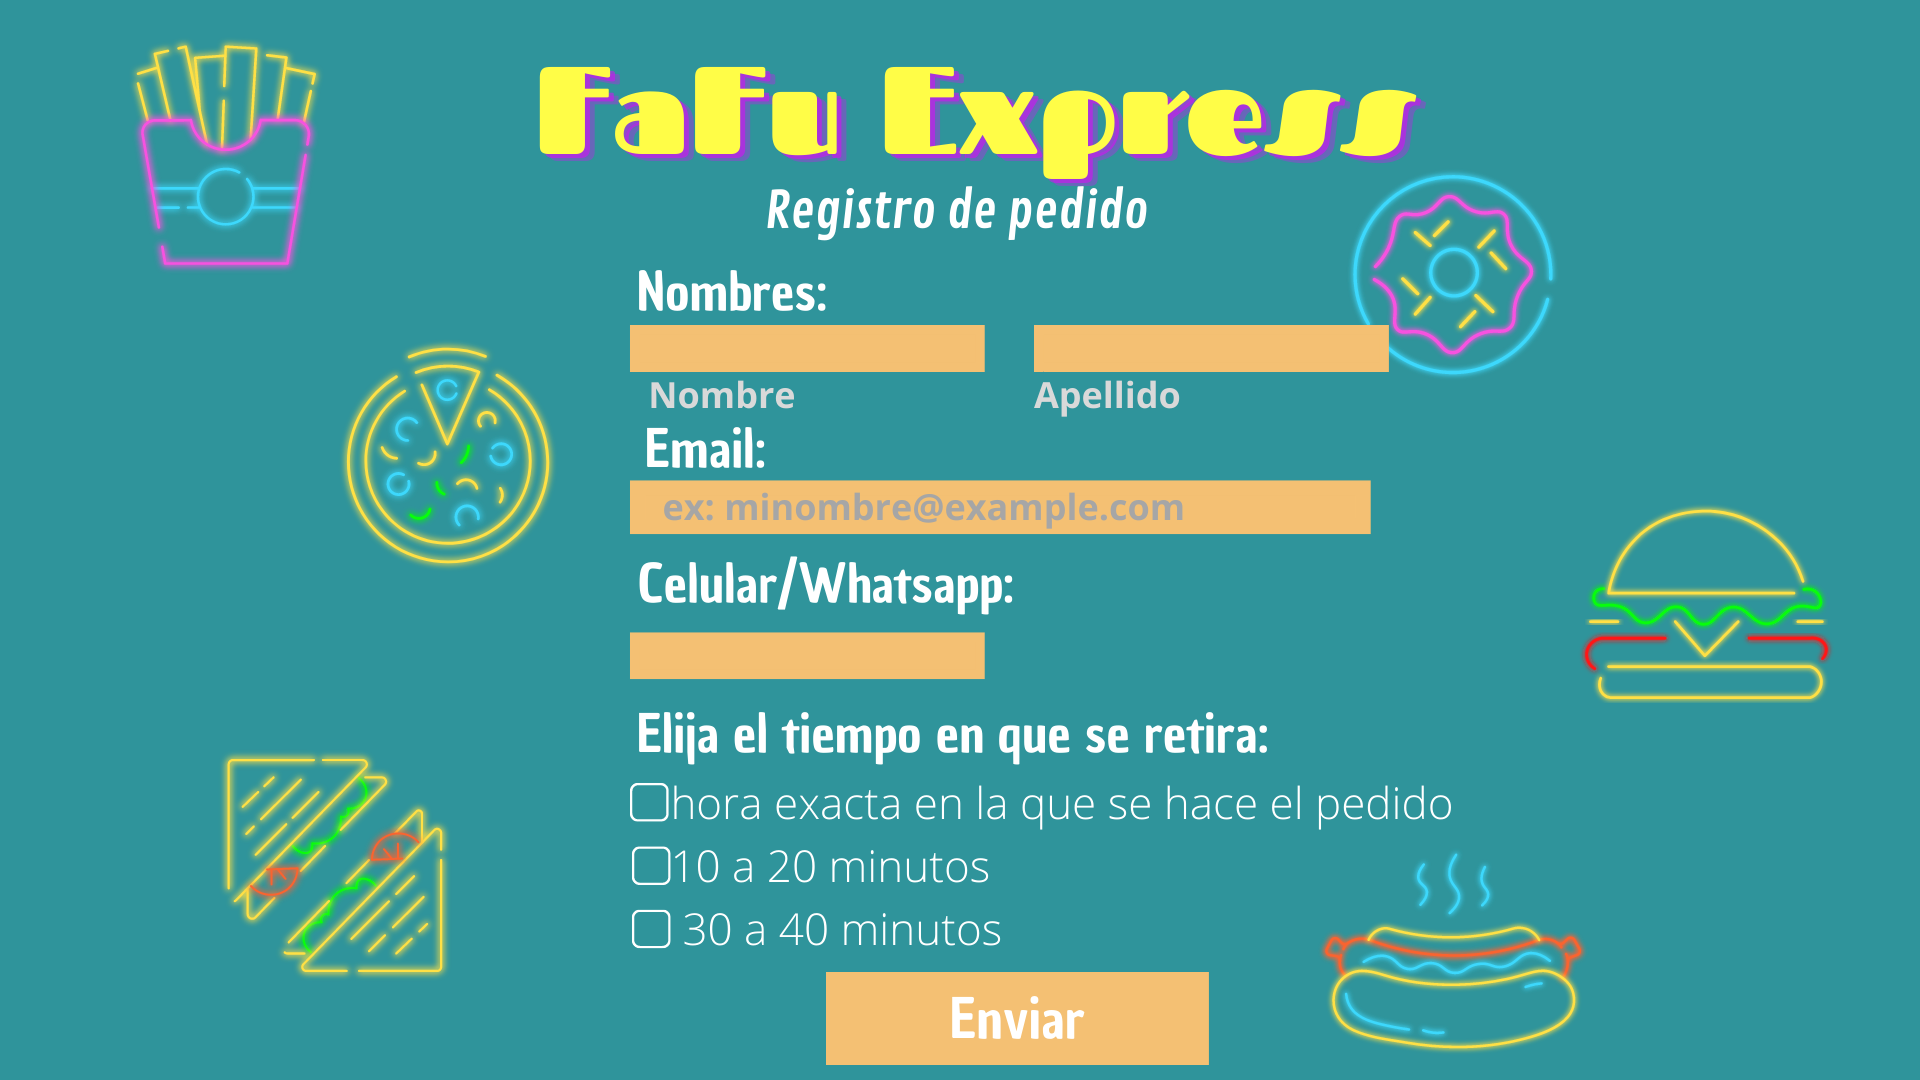 FaFu Express
Registro de pedido
Nombres:
Nombre Apellido
Email:
ex: minombre@example.com
Celular/Whatsapp:
Elija el tiempo en que se retira:
hora exacta en la que se hace el pedido
10 a 20 minutos
30 a 40 minutos
Enviar